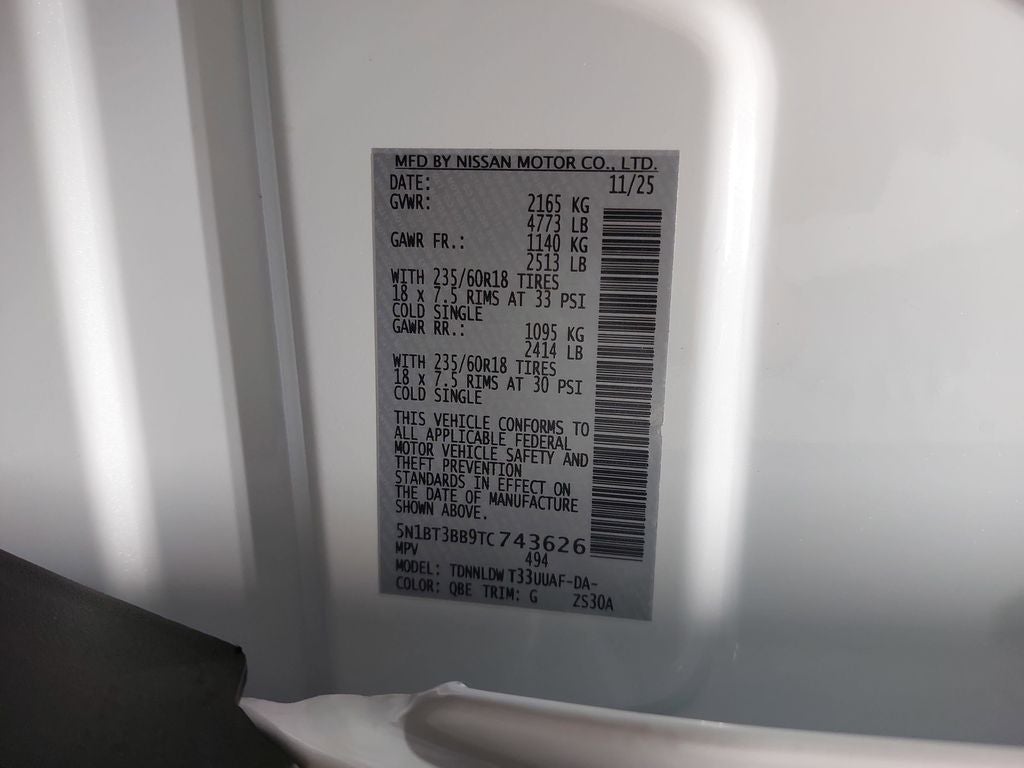 MFD BY NISSAN MOTOR CO., LTD.
DATE: 11/25
GVWR: 2165 KG
4773 LB
GAWR FR.: 1140 KG
2513 LB
WITH 235/60R18 TIRES
18 x 7.5 RIMS AT 33 PSI
COLD SINGLE
GAWR RR.: 1095 KG
2414 LB
WITH 235/60R18 TIRES
18 x 7.5 RIMS AT 30 PSI
COLD SINGLE
THIS VEHICLE CONFORMS TO
ALL APPLICABLE FEDERAL
MOTOR VEHICLE SAFETY AND
THEFT PREVENTION
STANDARDS IN EFFECT ON
THE DATE OF MANUFACTURE
SHOWN ABOVE.
5N1BT3BB9TC743626
MPV 494
MODEL: TDNNLDW T33UUAF-DA-
COLOR: QBE TRIM: G ZS30A